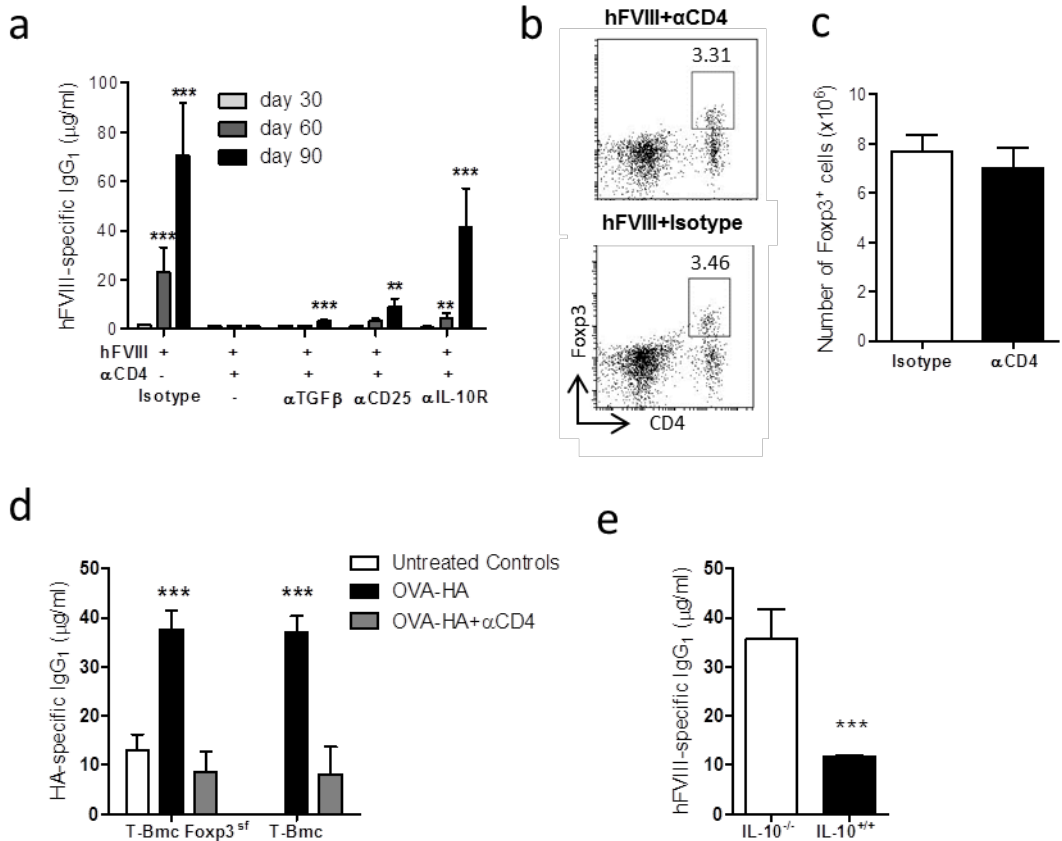 a
hFVIII-specific IgG1 (µg/ml)
100
80
60
40
20
0
day 30
day 60
day 90
***
***
***
**
**
***
hFVIII + + + + +
αCD4 - + + + +
Isotype - αTGFβ αCD25 αIL-10R
b
hFVIII+αCD4
3.31
hFVIII+Isotype
3.46
Foxp3
CD4
c
Number of Foxp3+ cells (x10⁶)
10
8
6
4
2
0
Isotype αCD4
d
HA-specific IgG1 (µg/ml)
50
40
30
20
10
0
*** ***
Untreated Controls
OVA-HA
OVA-HA+αCD4
T-Bmc Foxp3sf T-Bmc
e
hFVIII-specific IgG1 (µg/ml)
50
40
30
20
10
0
***
IL-10-/- IL-10+/+